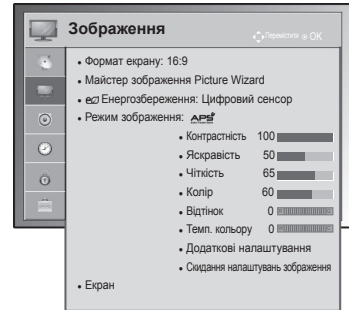 Зображення
Перемістити OK
• Формат екрану: 16:9
• Майстер зображення Picture Wizard
• Енергозбереження: Цифровий сенсор
• Режим зображення: APS
• Контрастність 100
• Яскравість 50
• Чіткість 65
• Колір 60
• Відтінок 0
• Темп. кольору 0
• Додаткові налаштування
• Скидання налаштувань зображення
• Екран